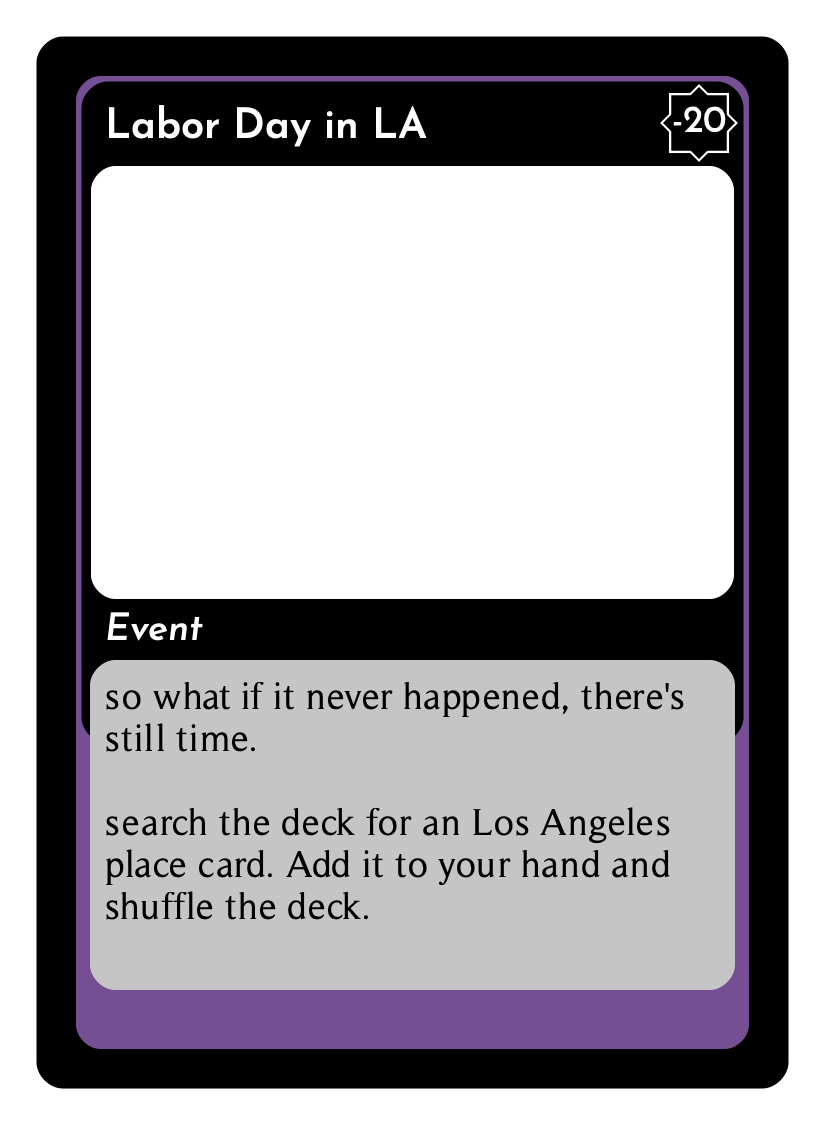 Labor Day in LA
-20
Event
so what if it never happened, there's
still time.
search the deck for an Los Angeles
place card. Add it to your hand and
shuffle the deck.